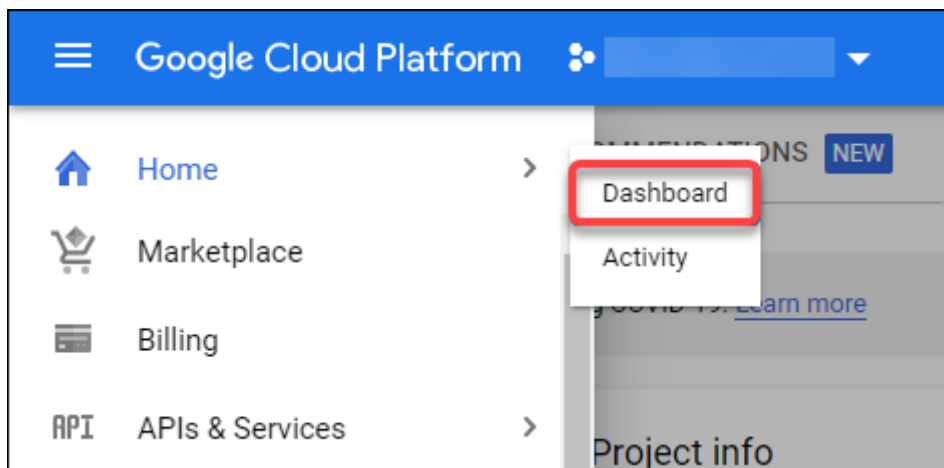 Google Cloud Platform
Home
NEW
Dashboard
Marketplace
Activity
Learn more
Billing
API APIs & Services
Project info